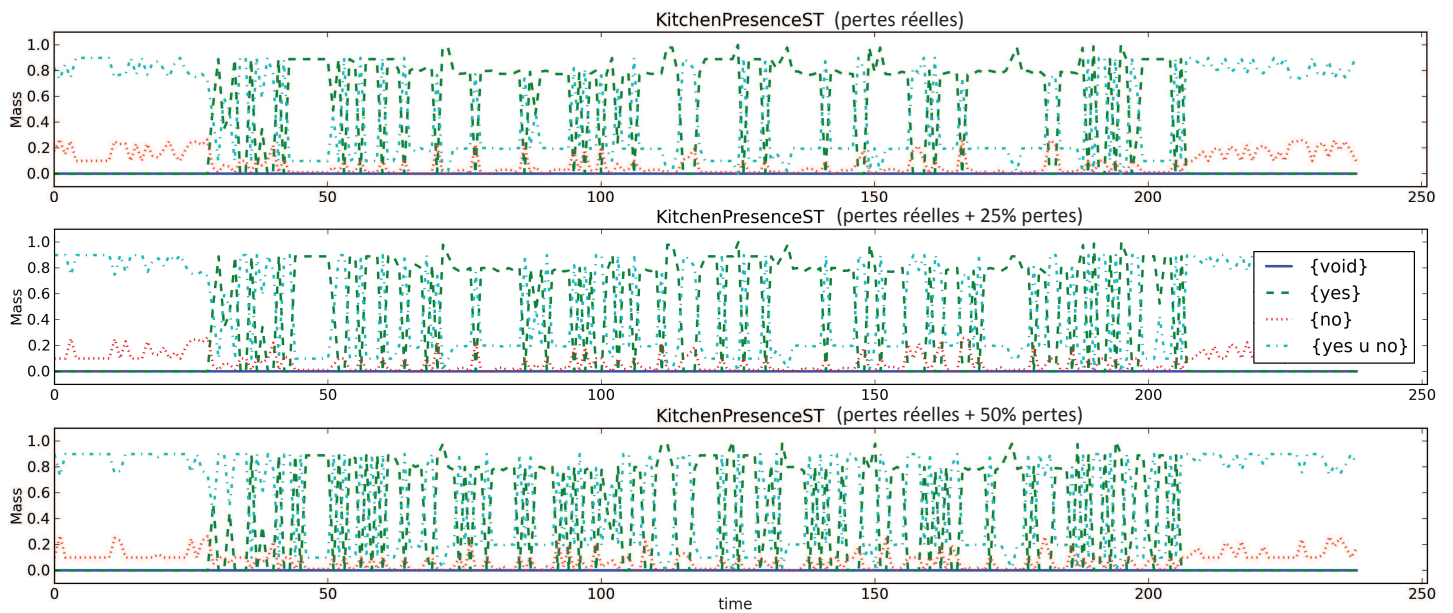 KitchenPresenceST (pertes réelles)
Mass
1.0
0.8
0.6
0.4
0.2
0.0
0 50 100 150 200 250
KitchenPresenceST (pertes réelles + 25% pertes)
Mass
1.0
0.8
0.6
0.4
0.2
0.0
{void}
{yes}
{no}
{yes u no}
0 50 100 150 200 250
KitchenPresenceST (pertes réelles + 50% pertes)
Mass
1.0
0.8
0.6
0.4
0.2
0.0
0 50 100 150 200 250
time